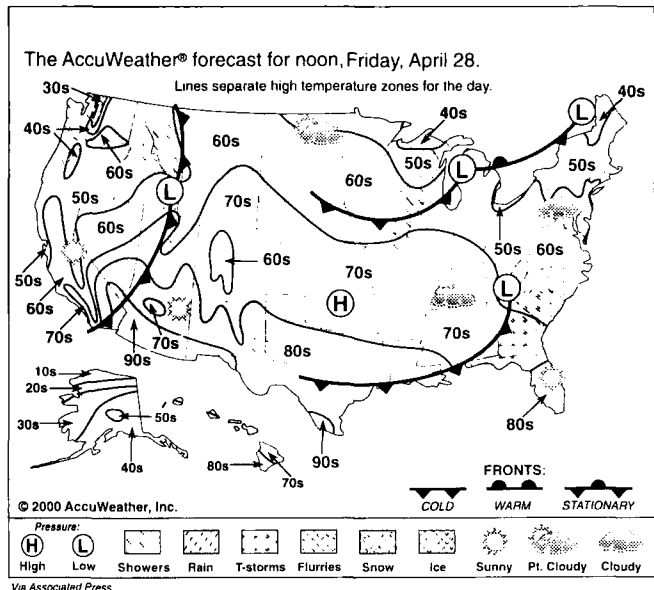 The AccuWeather® forecast for noon, Friday, April 28.
Lines separate high temperature zones for the day.
30s
40s
60s
50s
60s
50s
60s
70s
90s
70s
60s
70s
60s
70s
80s
90s
60s
40s
50s
50s
60s
40s
50s
70s
80s
L
L
L
L
H
10s
20s
30s
50s
40s
80s
70s
© 2000 AccuWeather, Inc.
FRONTS:
COLD WARM STATIONARY
Pressure:
H L
High Low Showers Rain T-storms Flurries Snow Ice Sunny Pt. Cloudy Cloudy
Via Associated Press